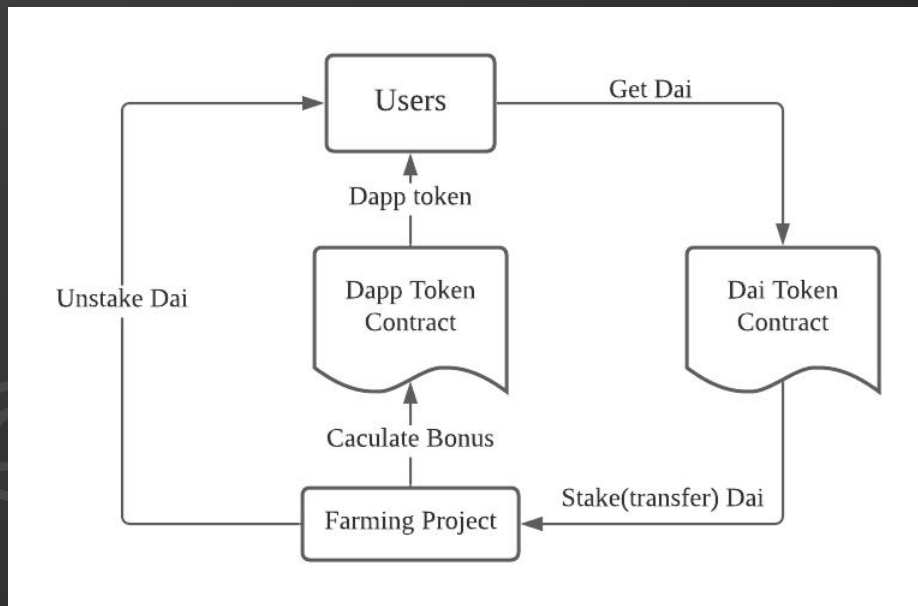 Users
Get Dai
Dapp token
Unstake Dai
Dapp Token
Contract
Dai Token
Contract
Caculate Bonus
Stake(transfer) Dai
Farming Project